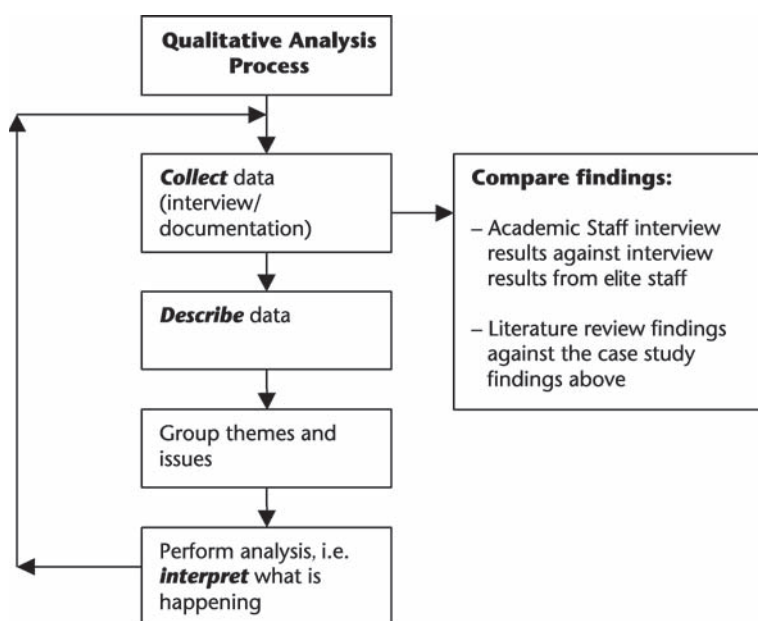 Qualitative Analysis
Process
Collect data
(interview/
documentation)
Describe data
Group themes and
issues
Perform analysis, i.e.
interpret what is
happening
Compare findings:
– Academic Staff interview
results against interview
results from elite staff
– Literature review findings
against the case study
findings above